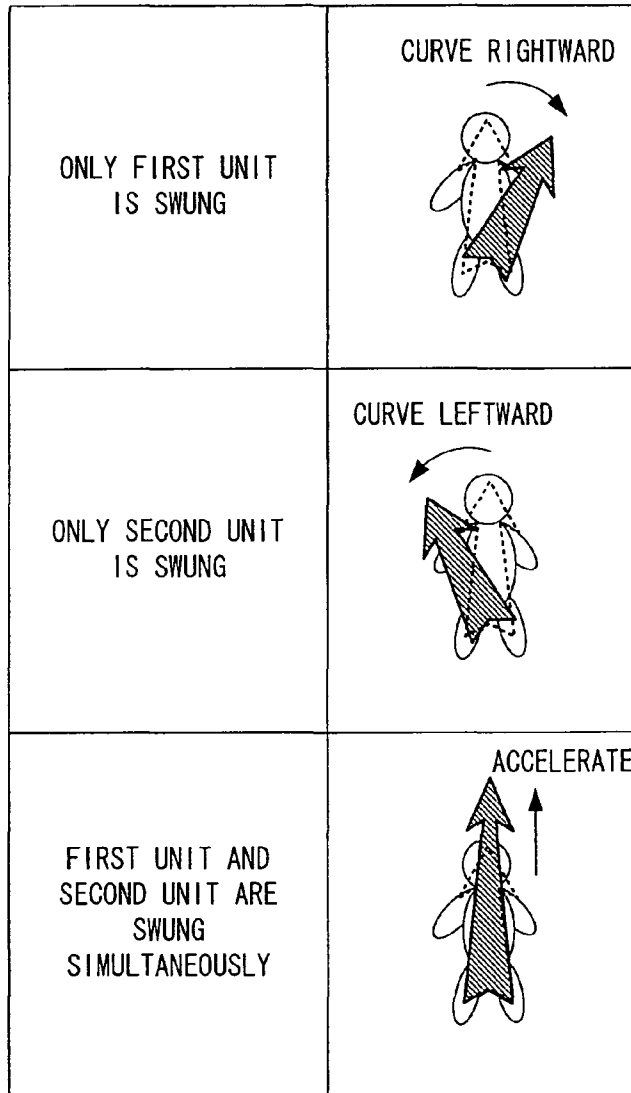 CURVE RIGHTWARD
ONLY FIRST UNIT
IS SWUNG
CURVE LEFTWARD
ONLY SECOND UNIT
IS SWUNG
ACCELERATE
FIRST UNIT AND
SECOND UNIT ARE
SWUNG
SIMULTANEOUSLY